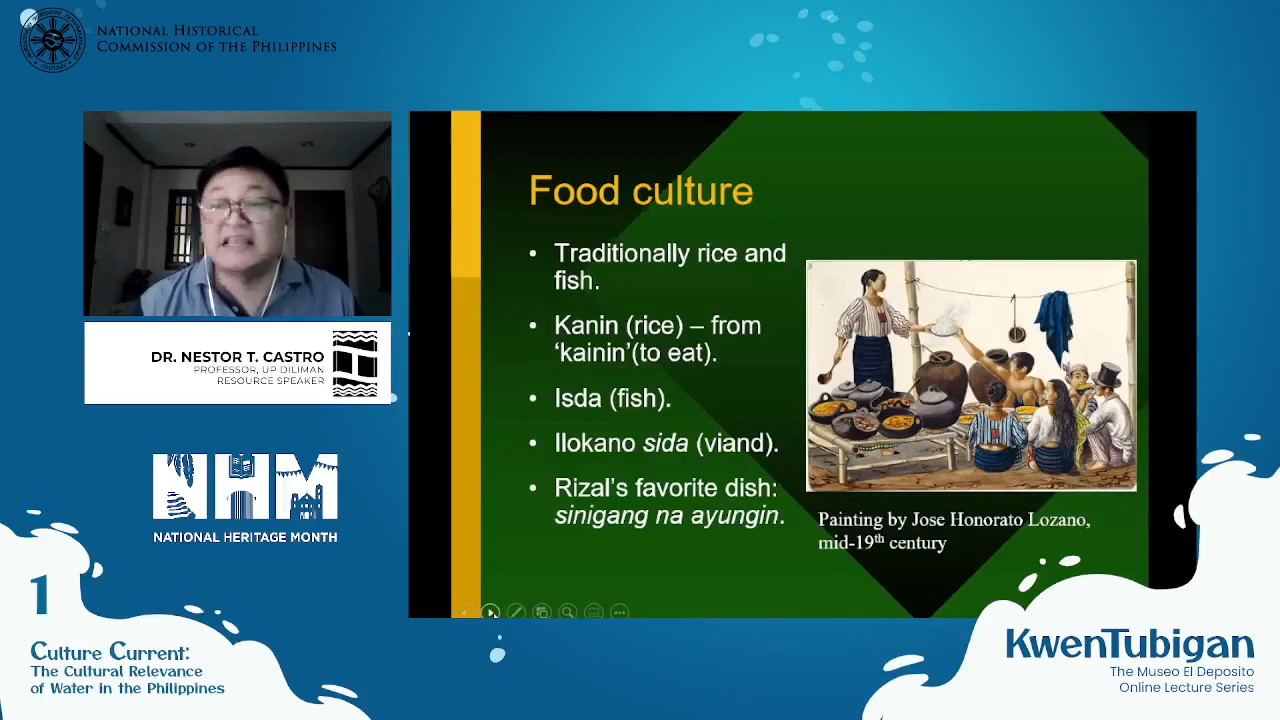 NATIONAL HISTORICAL
COMMISSION OF THE PHILIPPINES
DR. NESTOR T. CASTRO
PROFESSOR, UP DILIMAN
RESOURCE SPEAKER
NHM
NATIONAL HERITAGE MONTH
1
Culture Current:
The Cultural Relevance
of Water in the Philippines
Food culture
• Traditionally rice and
fish.
• Kanin (rice) – from
‘kainin’(to eat).
• Isda (fish).
• Ilokano sida (viand).
• Rizal’s favorite dish:
sinigang na ayungin.
Painting by Jose Honorato Lozano,
mid-19th century
KwenTubigan
The Museo El Deposito
Online Lecture Series